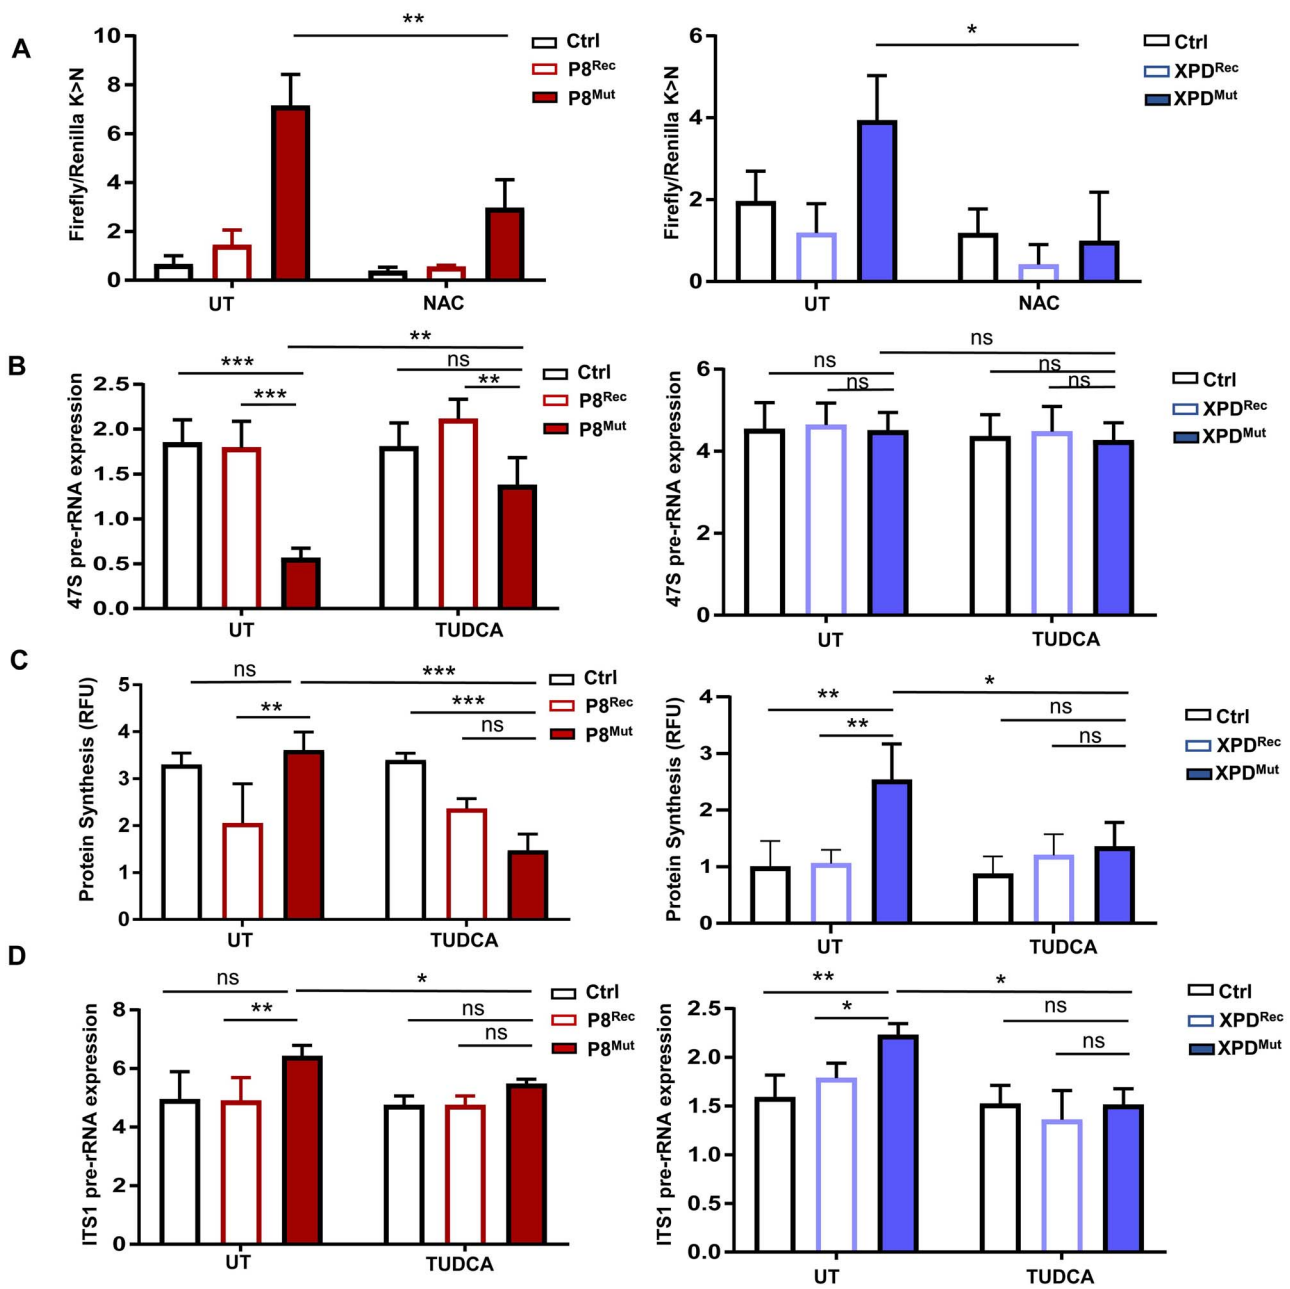 A
Firefly/Renilla K>N
10
8
6
4
2
0
**
UT
NAC
Ctrl
P8Rec
P8Mut
Firefly/Renilla K>N
6
4
2
0
*
UT
NAC
Ctrl
XPDRec
XPDMut
B
47S pre-rRNA expression
2.5
2.0
1.5
1.0
0.5
0.0
**
***
ns
***
**
UT
TUDCA
Ctrl
P8Rec
P8Mut
47S pre-rRNA expression
6
4
2
0
ns
ns
ns
ns
ns
UT
TUDCA
Ctrl
XPDRec
XPDMut
C
Protein Synthesis (RFU)
5
4
3
2
1
0
ns
***
**
***
ns
UT
TUDCA
Ctrl
P8Rec
P8Mut
Protein Synthesis (RFU)
4
3
2
1
0
**
*
**
ns
ns
UT
TUDCA
Ctrl
XPDRec
XPDMut
D
ITS1 pre-rRNA expression
8
6
4
2
0
ns
*
**
ns
ns
UT
TUDCA
Ctrl
P8Rec
P8Mut
ITS1 pre-rRNA expression
2.5
2.0
1.5
1.0
0.5
0.0
**
*
*
ns
ns
UT
TUDCA
Ctrl
XPDRec
XPDMut